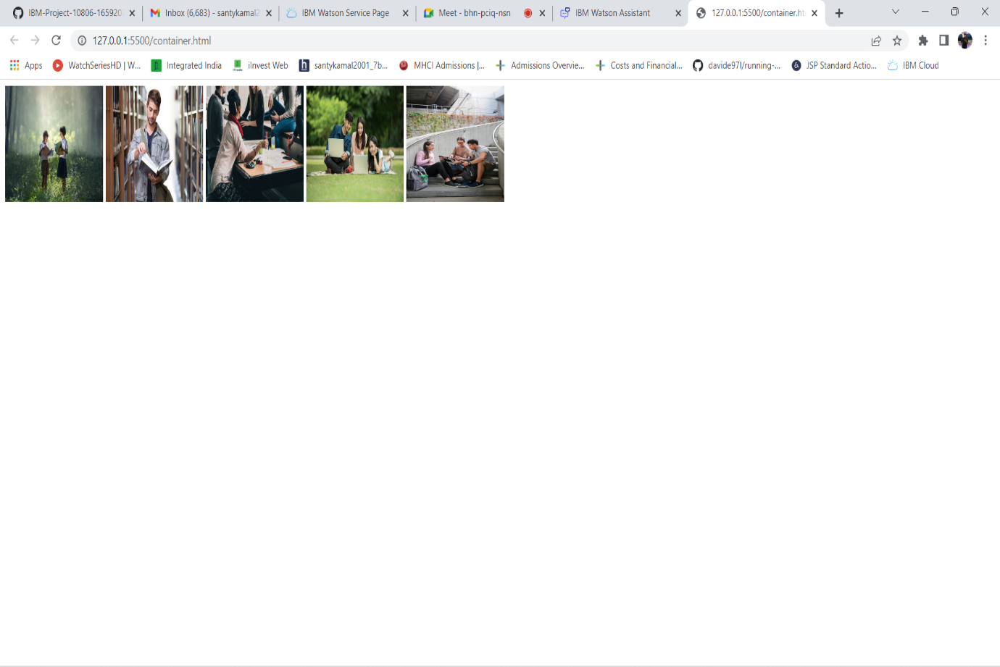 IBM-Project-10806-165920 Inbox (6,683) - santykamal2 IBM Watson Service Page Meet - bhn-pciq-nsn IBM Watson Assistant 127.0.0.1:5500/container.ht
127.0.0.1:5500/container.html
Apps WatchSeriesHD | W... Integrated India iInvest Web santykamal2001_7b... MHCI Admissions |... Admissions Overvie... Costs and Financial... davide97l/running-... JSP Standard Actio... IBM Cloud